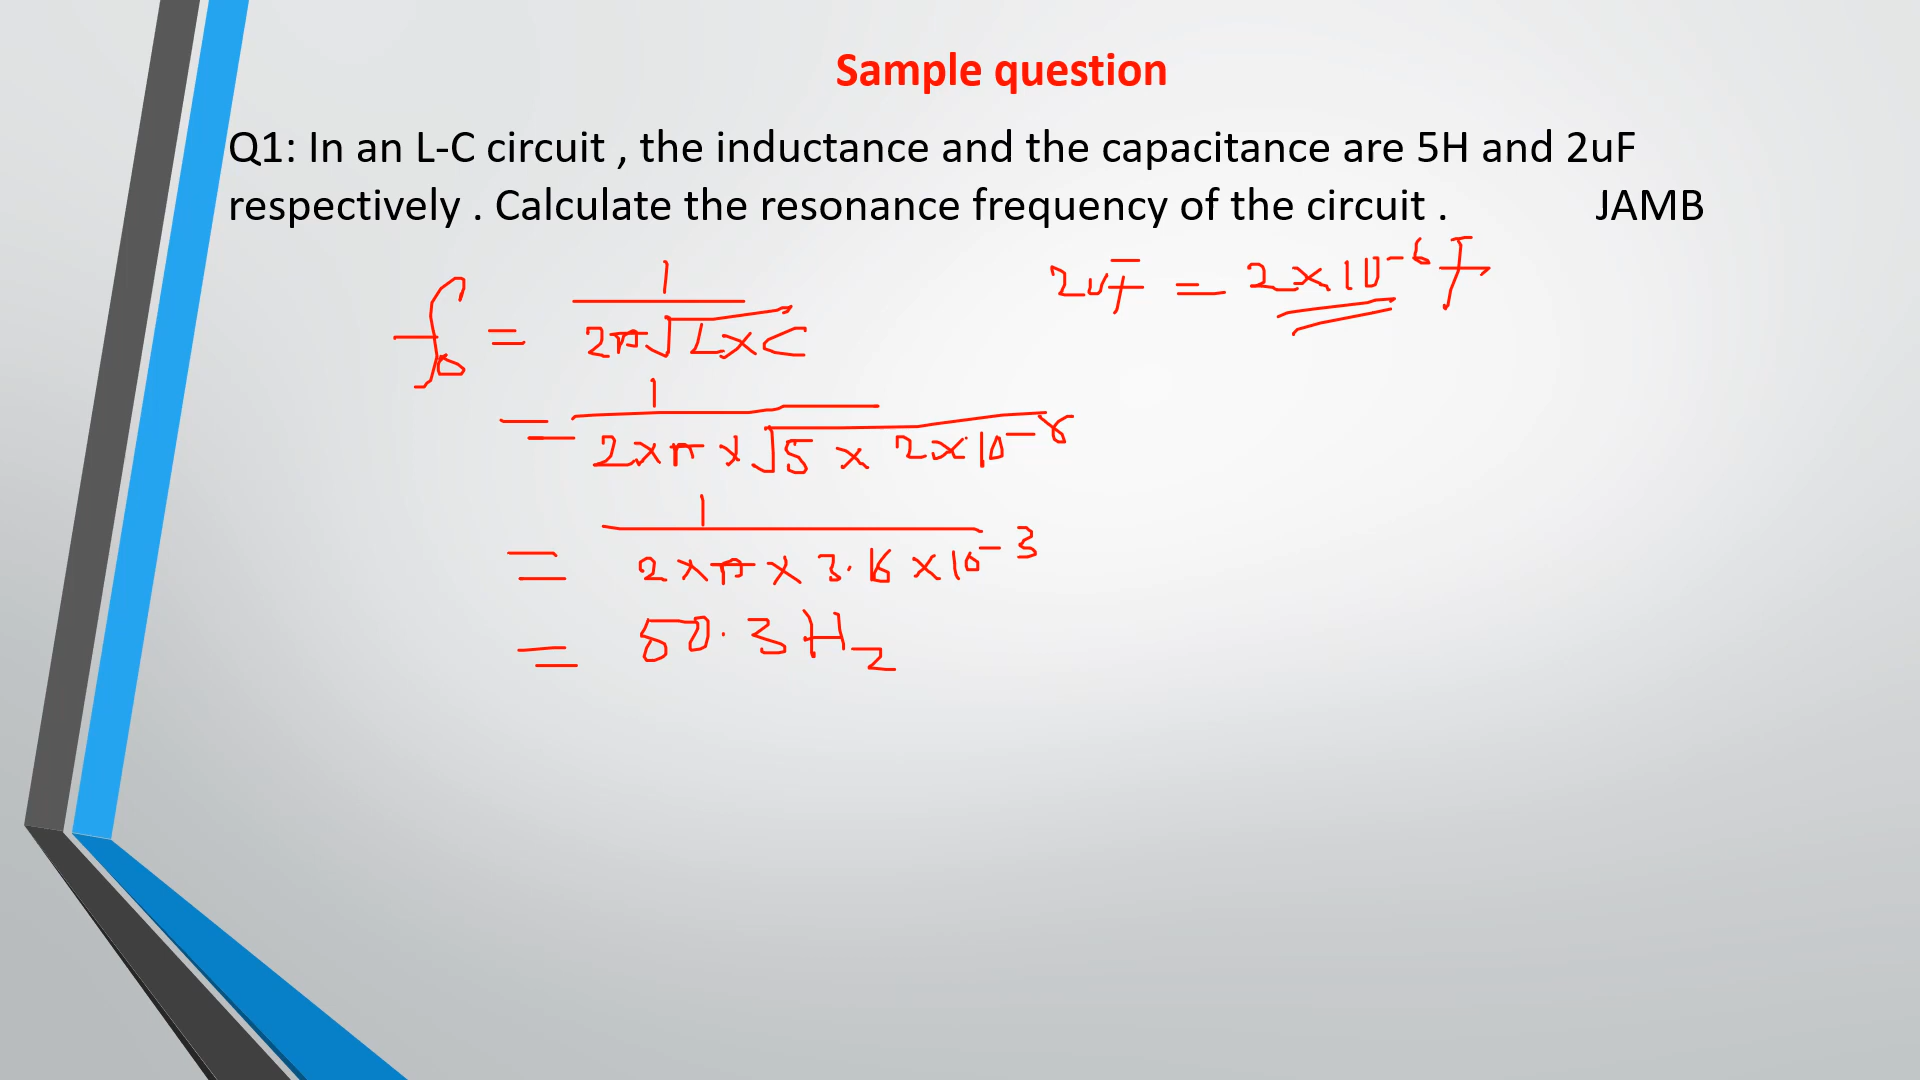 Sample question
Q1: In an L-C circuit , the inductance and the capacitance are 5H and 2uF
respectively . Calculate the resonance frequency of the circuit . JAMB
f₀ = 1 / 2π√L×C
2uF = 2×10⁻⁶F
= 1 / 2×π×√5 × 2×10⁻⁶
= 1 / 2×π×3.16×10⁻³
= 50.3Hz